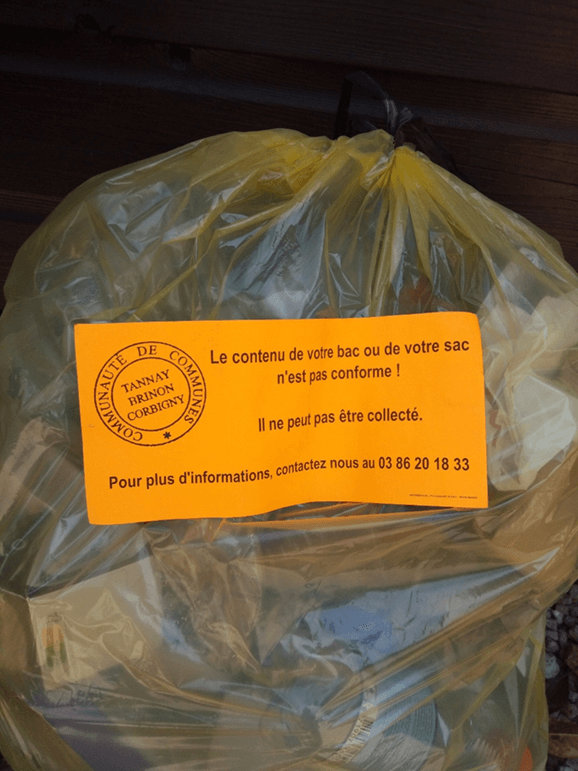 COMMUNAUTÉ DE COMMUNES
TANNAY
BRINON
CORBIGNY
*
Le contenu de votre bac ou de votre sac
n'est pas conforme !
Il ne peut pas être collecté.
Pour plus d'informations, contactez nous au 03 86 20 18 33